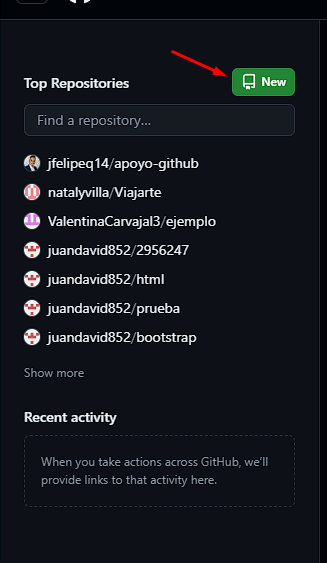 Top Repositories
New
Find a repository...
jfelipeq14/apoyo-github
natalyvilla/Viajarte
ValentinaCarvajal3/ejemplo
juandavid852/2956247
juandavid852/html
juandavid852/prueba
juandavid852/bootstrap
Show more
Recent activity
When you take actions across GitHub, we'll
provide links to that activity here.